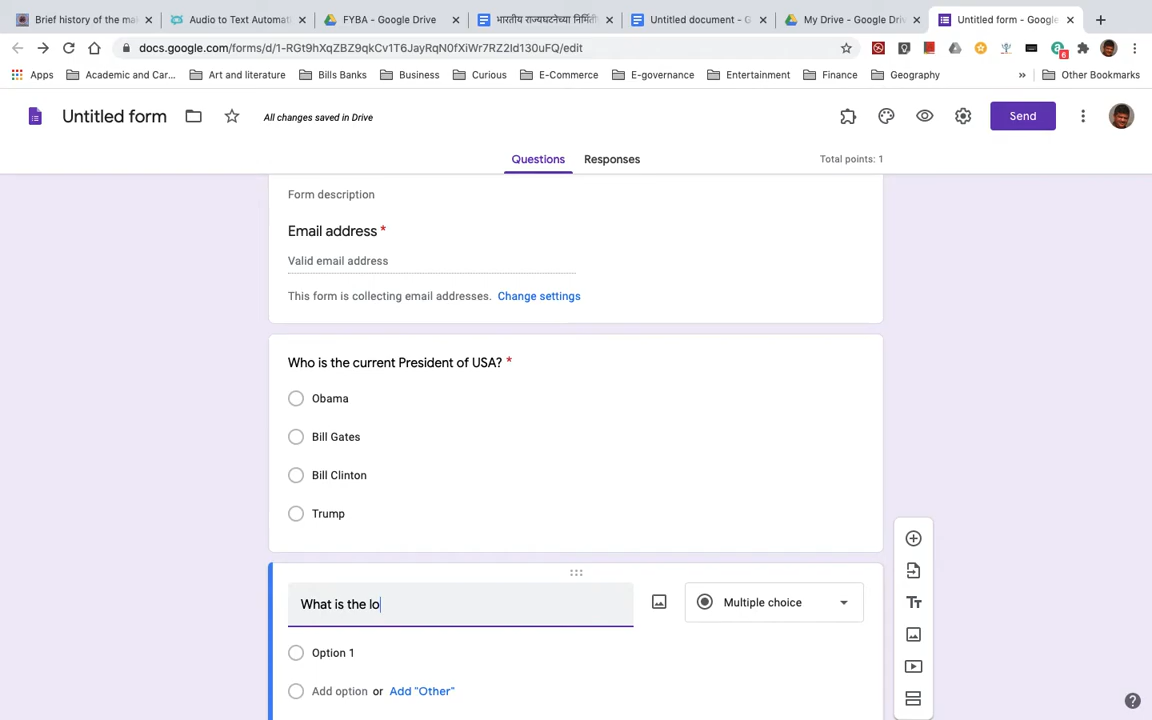 Brief history of the ma
Audio to Text Automat
FYBA - Google Drive
भारतीय राज्यघटनेच्या निर्मिती
Untitled document - G
My Drive - Google Driv
Untitled form - Google
docs.google.com/forms/d/1-RGt9hXqZBZ9qkCv1T6JayRqN0fXiWr7RZ2Id130uFQ/edit
6
Apps
Academic and Car...
Art and literature
Bills Banks
Business
Curious
E-Commerce
E-governance
Entertainment
Finance
Geography
»
Other Bookmarks
Untitled form
All changes saved in Drive
Send
Questions
Responses
Total points: 1
Form description
Email address *
Valid email address
This form is collecting email addresses. Change settings
Who is the current President of USA? *
Obama
Bill Gates
Bill Clinton
Trump
What is the lo
Multiple choice
Option 1
Add option or Add "Other"